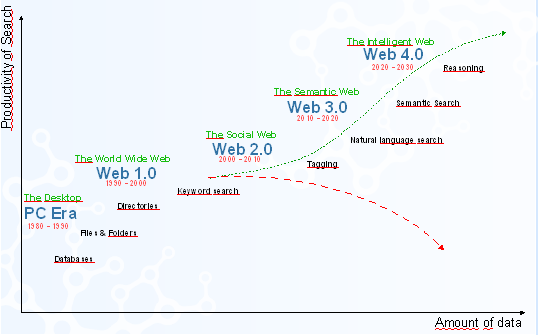 Productivity of Search
The Intelligent Web
Web 4.0
2020 - 2030
Reasoning
The Semantic Web
Web 3.0
2010 - 2020
Semantic Search
The Social Web
Web 2.0
2000 - 2010
Natural language search
The World Wide Web
Web 1.0
1990 - 2000
Tagging
Keyword search
The Desktop
PC Era
1980 - 1990
Directories
Files & Folders
Databases
Amount of data